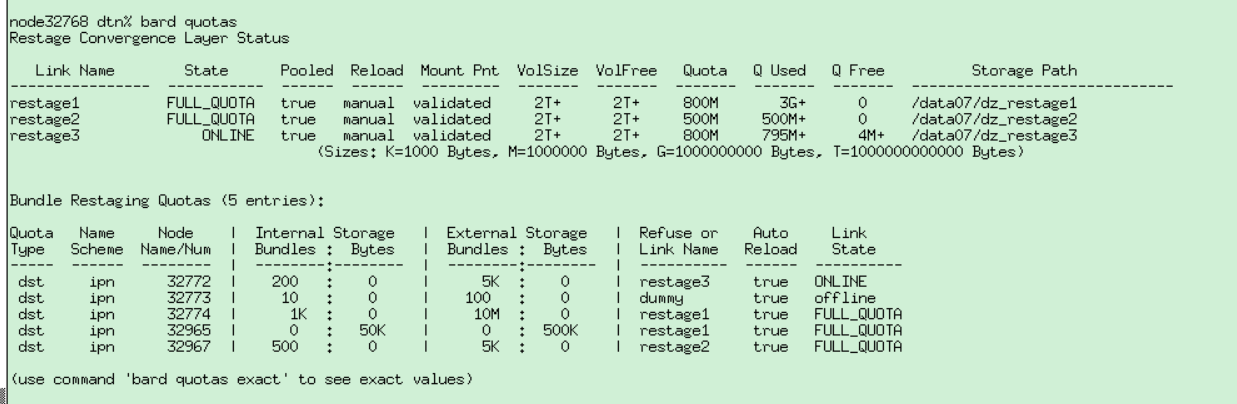 node32768 dtn% bard quotas
Restage Convergence Layer Status
Link Name State Pooled Reload Mount Pnt VolSize VolFree Quota Q Used Q Free Storage Path
---------------- --------- ------ ------ --------- ------- ------- ------- ------- ------- ------------------------------
restage1 FULL_QUOTA true manual validated 2T+ 2T+ 800M 3G+ 0 /data07/dz_restage1
restage2 FULL_QUOTA true manual validated 2T+ 2T+ 500M 500M+ 0 /data07/dz_restage2
restage3 ONLINE true manual validated 2T+ 2T+ 800M 795M+ 4M+ /data07/dz_restage3
(Sizes: K=1000 Bytes, M=1000000 Bytes, G=1000000000 Bytes, T=1000000000000 Bytes)
Bundle Restaging Quotas (5 entries):
Quota Name Node | Internal Storage | External Storage | Refuse or Auto Link
Type Scheme Name/Num | Bundles : Bytes | Bundles : Bytes | Link Name Reload State
----- ------ -------- | --------:-------- | --------:-------- | ---------- ------ ----------
dst ipn 32772 | 200 : 0 | 5K : 0 | restage3 true ONLINE
dst ipn 32773 | 10 : 0 | 100 : 0 | dummy true offline
dst ipn 32774 | 1K : 0 | 10M : 0 | restage1 true FULL_QUOTA
dst ipn 32965 | 0 : 50K | 0 : 500K | restage1 true FULL_QUOTA
dst ipn 32967 | 500 : 0 | 5K : 0 | restage2 true FULL_QUOTA
(use command 'bard quotas exact' to see exact values)